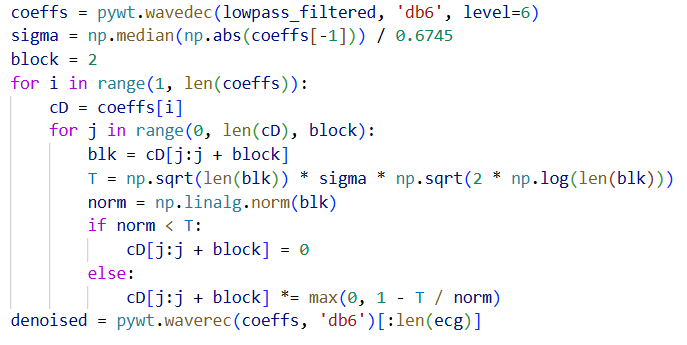 coeffs = pywt.wavedec(lowpass_filtered, 'db6', level=6)
sigma = np.median(np.abs(coeffs[-1])) / 0.6745
block = 2
for i in range(1, len(coeffs)):
    cD = coeffs[i]
    for j in range(0, len(cD), block):
        blk = cD[j:j + block]
        T = np.sqrt(len(blk)) * sigma * np.sqrt(2 * np.log(len(blk)))
        norm = np.linalg.norm(blk)
        if norm < T:
            cD[j:j + block] = 0
        else:
            cD[j:j + block] *= max(0, 1 - T / norm)
denoised = pywt.waverec(coeffs, 'db6')[:len(ecg)]